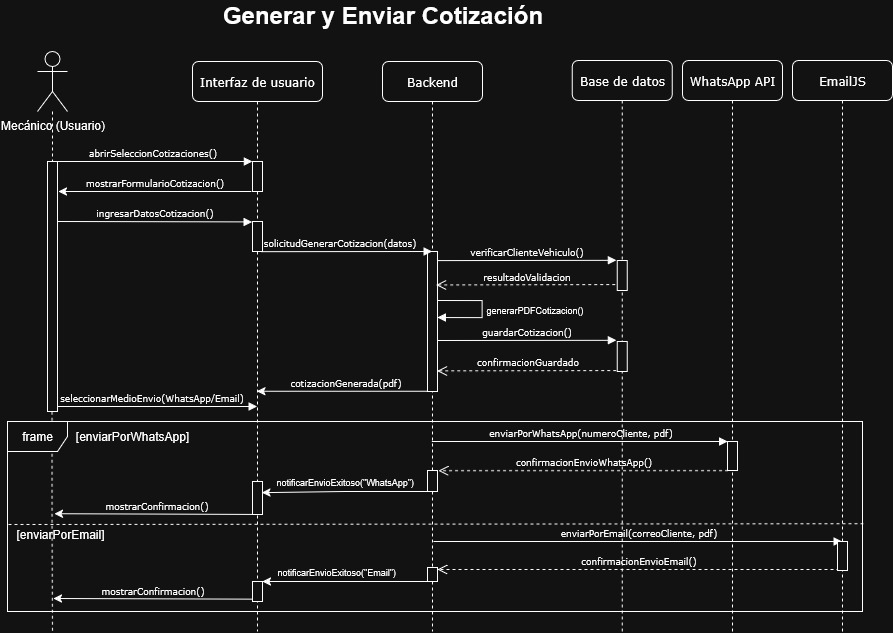 Generar y Enviar Cotización
Interfaz de usuario
Backend
Base de datos
WhatsApp API
EmailJS
Mecánico (Usuario)
abrirSeleccionCotizaciones()
mostrarFormularioCotizacion()
ingresarDatosCotizacion()
solicitudGenerarCotizacion(datos)
verificarClienteVehiculo()
resultadoValidacion
generarPDFCotizacion()
guardarCotizacion()
confirmacionGuardado
cotizacionGenerada(pdf)
seleccionarMedioEnvio(WhatsApp/Email)
frame
[enviarPorWhatsApp]
enviarPorWhatsApp(numeroCliente, pdf)
confirmacionEnvioWhatsApp()
notificarEnvioExitoso("WhatsApp")
mostrarConfirmacion()
[enviarPorEmail]
enviarPorEmail(correoCliente, pdf)
confirmacionEnvioEmail()
notificarEnvioExitoso("Email")
mostrarConfirmacion()